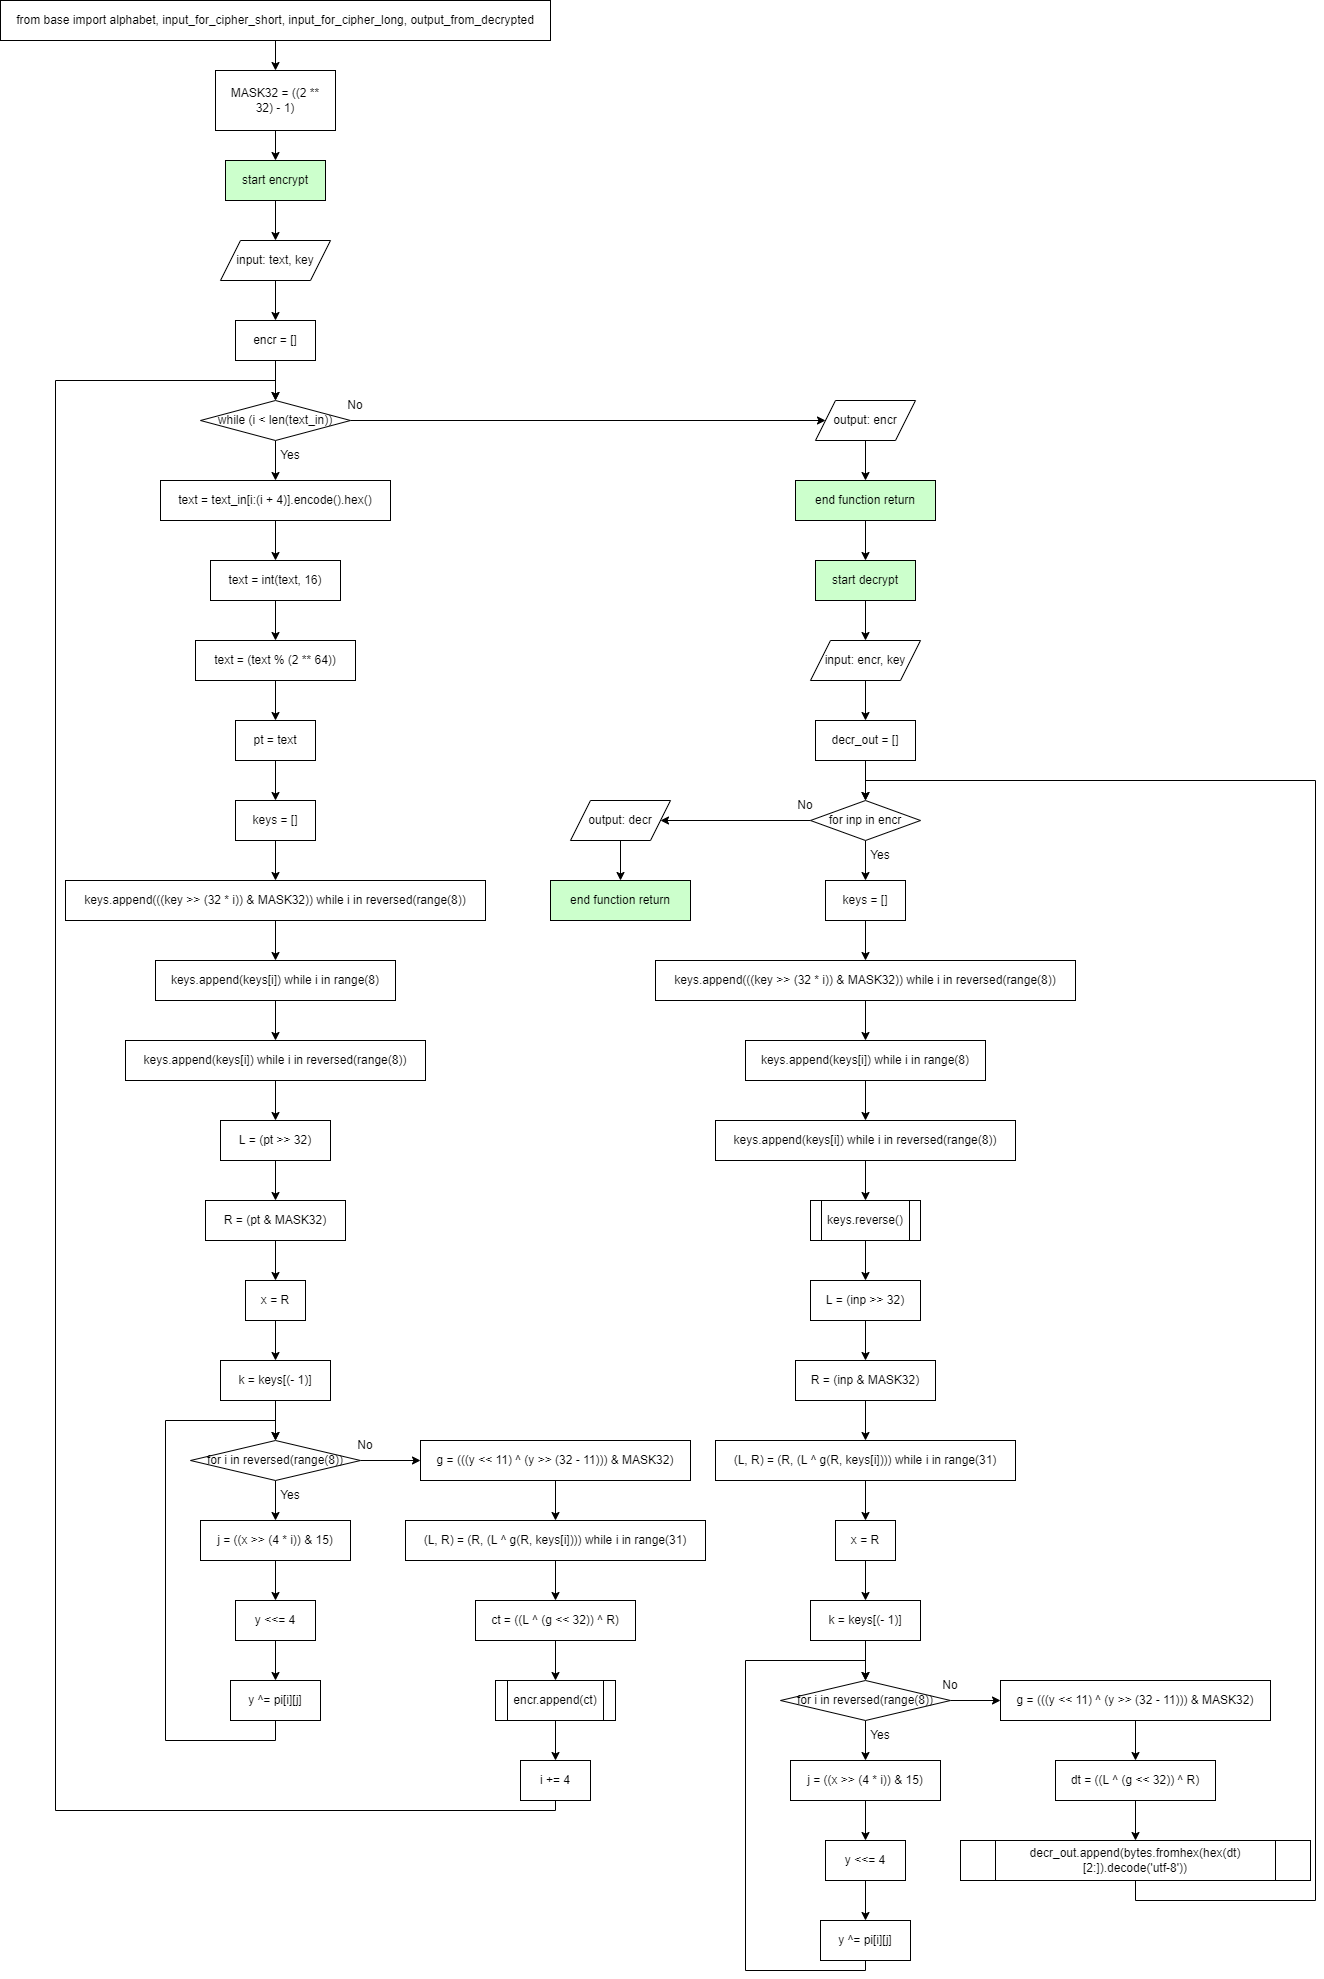 from base import alphabet, input_for_cipher_short, input_for_cipher_long, output_from_decrypted
MASK32 = ((2 **
32) - 1)
start encrypt
input: text, key
encr = []
while (i < len(text_in))
No
Yes
text = text_in[i:(i + 4)].encode().hex()
text = int(text, 16)
text = (text % (2 ** 64))
pt = text
keys = []
keys.append(((key >> (32 * i)) & MASK32)) while i in reversed(range(8))
keys.append(keys[i]) while i in range(8)
keys.append(keys[i]) while i in reversed(range(8))
L = (pt >> 32)
R = (pt & MASK32)
x = R
k = keys[(- 1)]
for i in reversed(range(8))
No
Yes
j = ((x >> (4 * i)) & 15)
y <<= 4
y ^= pi[i][j]
g = (((y << 11) ^ (y >> (32 - 11))) & MASK32)
(L, R) = (R, (L ^ g(R, keys[i]))) while i in range(31)
ct = ((L ^ (g << 32)) ^ R)
encr.append(ct)
i += 4
output: encr
end function return
start decrypt
input: encr, key
decr_out = []
for inp in encr
No
Yes
output: decr
end function return
keys = []
keys.append(((key >> (32 * i)) & MASK32)) while i in reversed(range(8))
keys.append(keys[i]) while i in range(8)
keys.append(keys[i]) while i in reversed(range(8))
keys.reverse()
L = (inp >> 32)
R = (inp & MASK32)
(L, R) = (R, (L ^ g(R, keys[i]))) while i in range(31)
x = R
k = keys[(- 1)]
for i in reversed(range(8))
No
Yes
j = ((x >> (4 * i)) & 15)
y <<= 4
y ^= pi[i][j]
g = (((y << 11) ^ (y >> (32 - 11))) & MASK32)
dt = ((L ^ (g << 32)) ^ R)
decr_out.append(bytes.fromhex(hex(dt)
[2:]).decode('utf-8'))